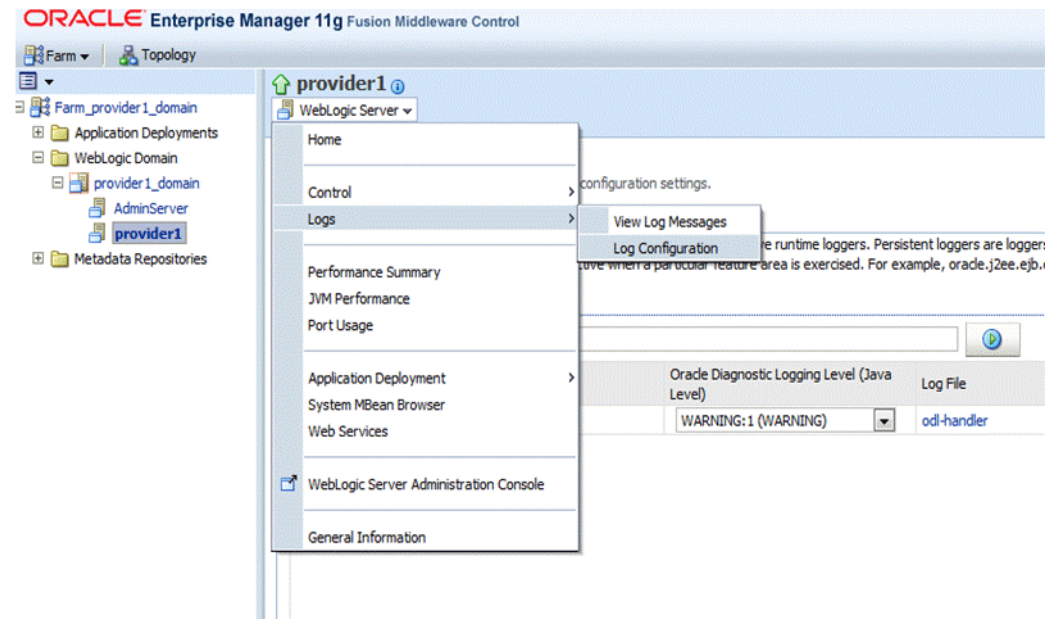 ORACLE Enterprise Manager 11g Fusion Middleware Control
Farm
Topology
Farm_provider1_domain
Application Deployments
WebLogic Domain
provider1_domain
AdminServer
provider1
Metadata Repositories
provider1
WebLogic Server
Home
Control
Logs
Performance Summary
JVM Performance
Port Usage
Application Deployment
System MBean Browser
Web Services
WebLogic Server Administration Console
General Information
View Log Messages
Log Configuration
configuration settings.
ve runtime loggers. Persistent loggers are loggers
when a particular feature area is exercised. For example, oracle.j2ee.ejb.
Oracle Diagnostic Logging Level (Java
Level)
Log File
WARNING:1 (WARNING)
odl-handler